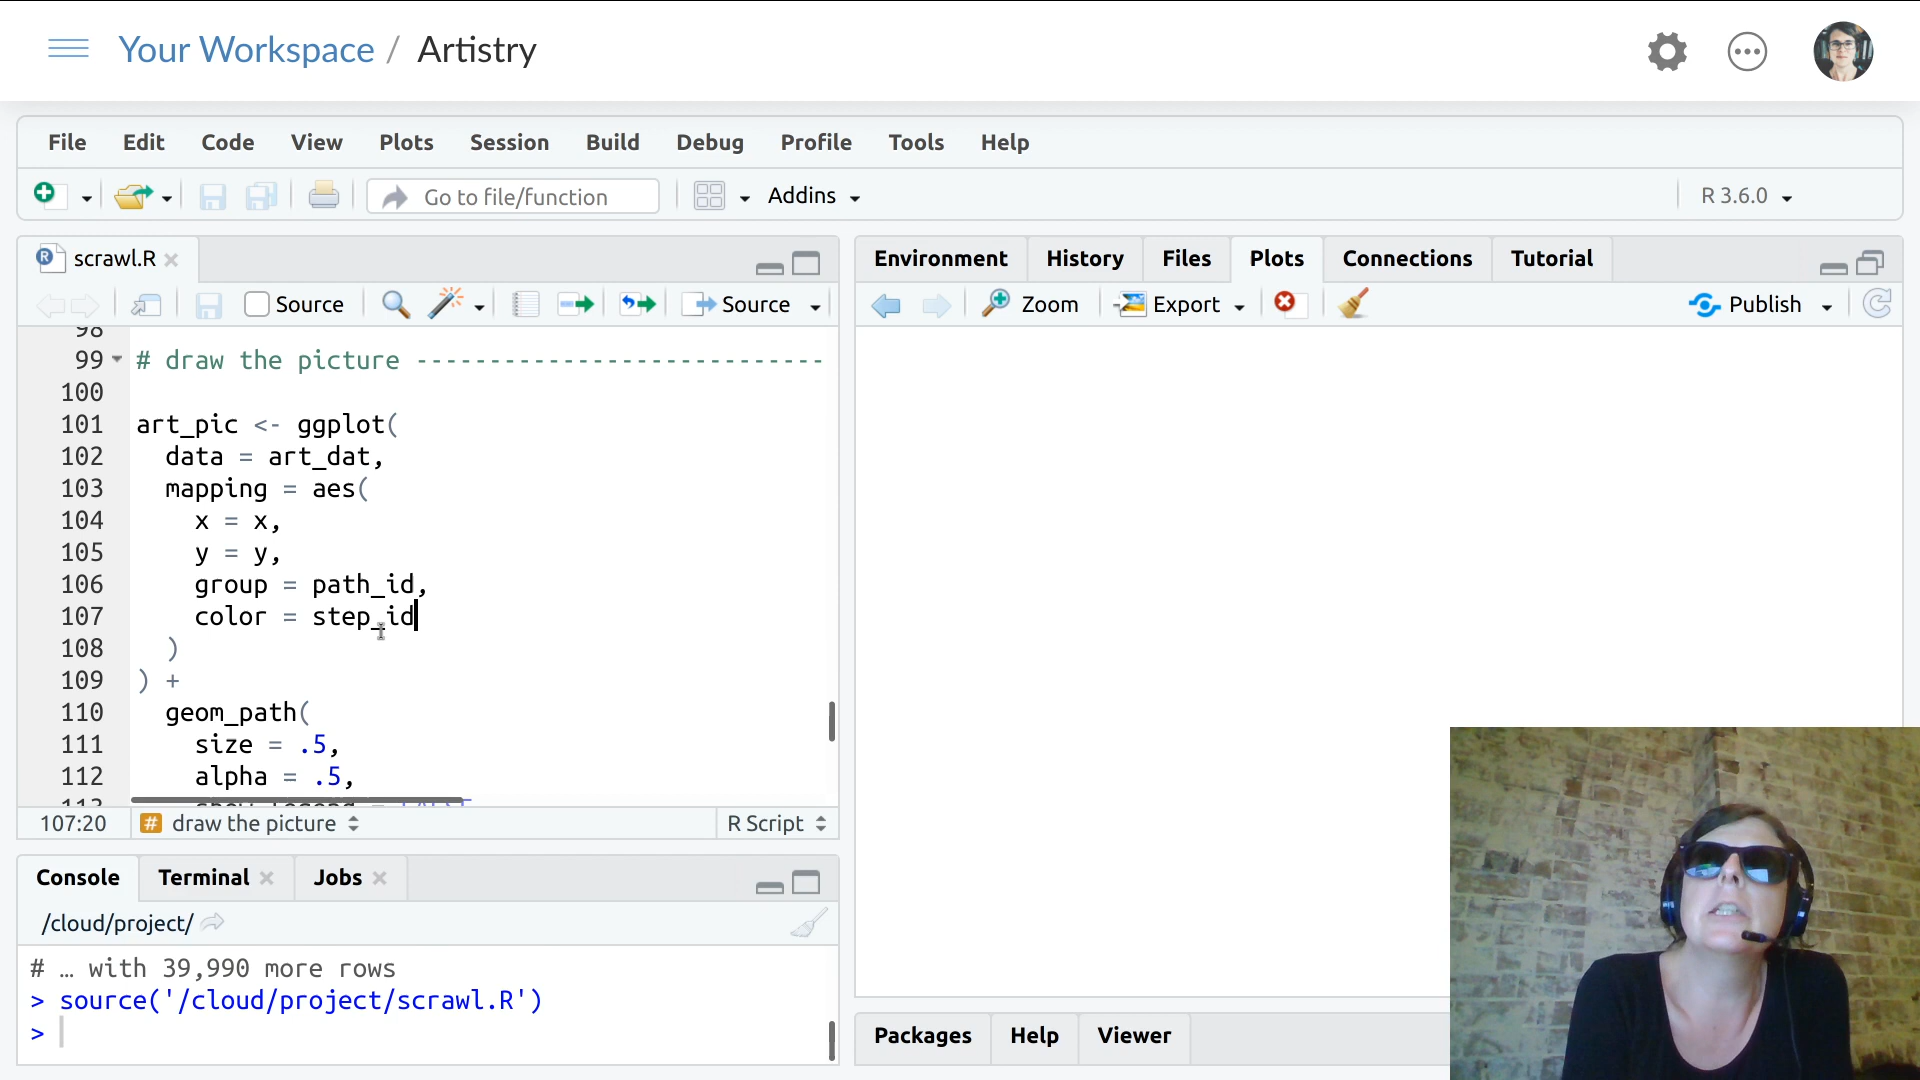 Your Workspace / Artistry
File Edit Code View Plots Session Build Debug Profile Tools Help
Go to file/function Addins R 3.6.0
scrawl.R
Source Source
98
99 # draw the picture ----------------------------
100
101 art_pic <- ggplot(
102 data = art_dat,
103 mapping = aes(
104 x = x,
105 y = y,
106 group = path_id,
107 color = step_id
108 )
109 ) +
110 geom_path(
111 size = .5,
112 alpha = .5,
107:20 # draw the picture R Script
Console Terminal Jobs
/cloud/project/
# … with 39,990 more rows
> source('/cloud/project/scrawl.R')
>
Environment History Files Plots Connections Tutorial
Zoom Export Publish
Packages Help Viewer